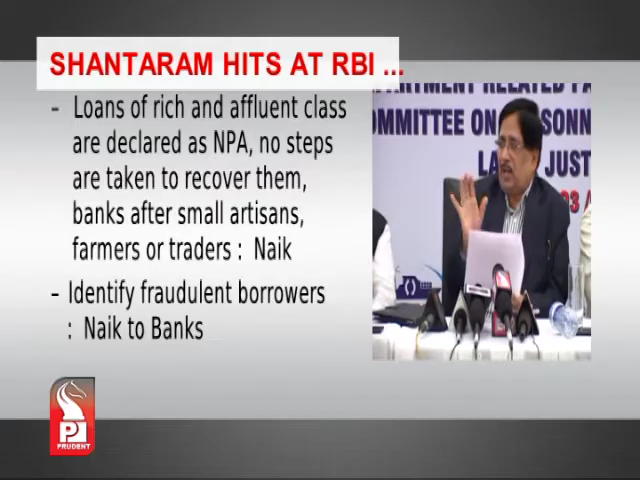 SHANTARAM HITS AT RBI ...
– Loans of rich and affluent class
are declared as NPA, no steps
are taken to recover them,
banks after small artisans,
farmers or traders : Naik
– Identify fraudulent borrowers
: Naik to Banks
RELATED PA
OMMITTEE ON
LA JUST
PRUDENT